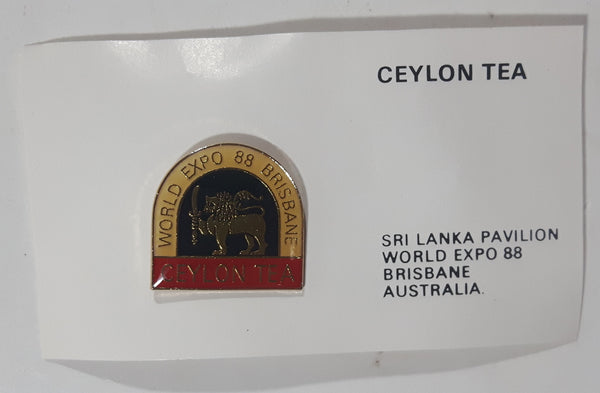 CEYLON TEA
WORLD EXPO 88 BRISBANE
CEYLON TEA
SRI LANKA PAVILION
WORLD EXPO 88
BRISBANE
AUSTRALIA.